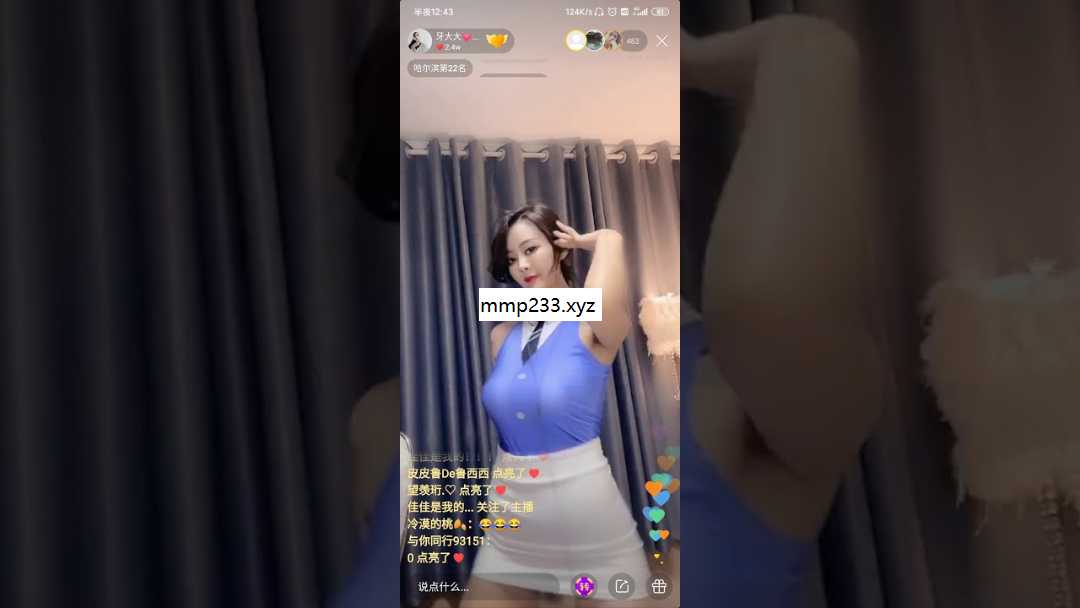 半夜12:43
124K/s
牙大大💗...
❤2.4w
463
哈尔滨第22名
mmp233.xyz
皮皮鲁De鲁西西 点亮了❤
望羡珩.♡ 点亮了❤
佳佳是我的... 关注了主播
冷漠的桃🍂：😂😂😂
与你同行93151：
0 点亮了❤
说点什么...